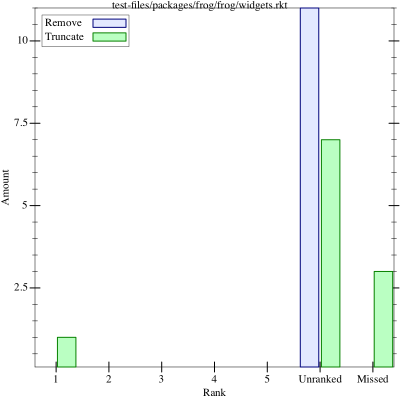 test-files/packages/frog/frog/widgets.rkt
Remove
Truncate
10
7.5
5
2.5
Amount
1 2 3 4 5 Unranked Missed
Rank